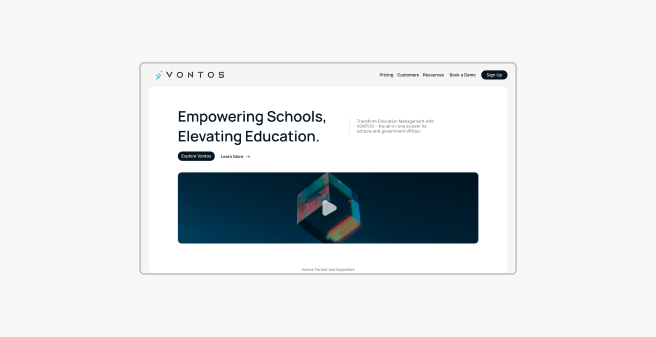 VONTOS
Pricing Customers Resources Book a Demo Sign Up
Empowering Schools,
Elevating Education.
Transform Education Management with
VONTOS – the all-in-one system for
schools and government offices.
Explore Vontos Learn More →
Vontos Partner and Supporters